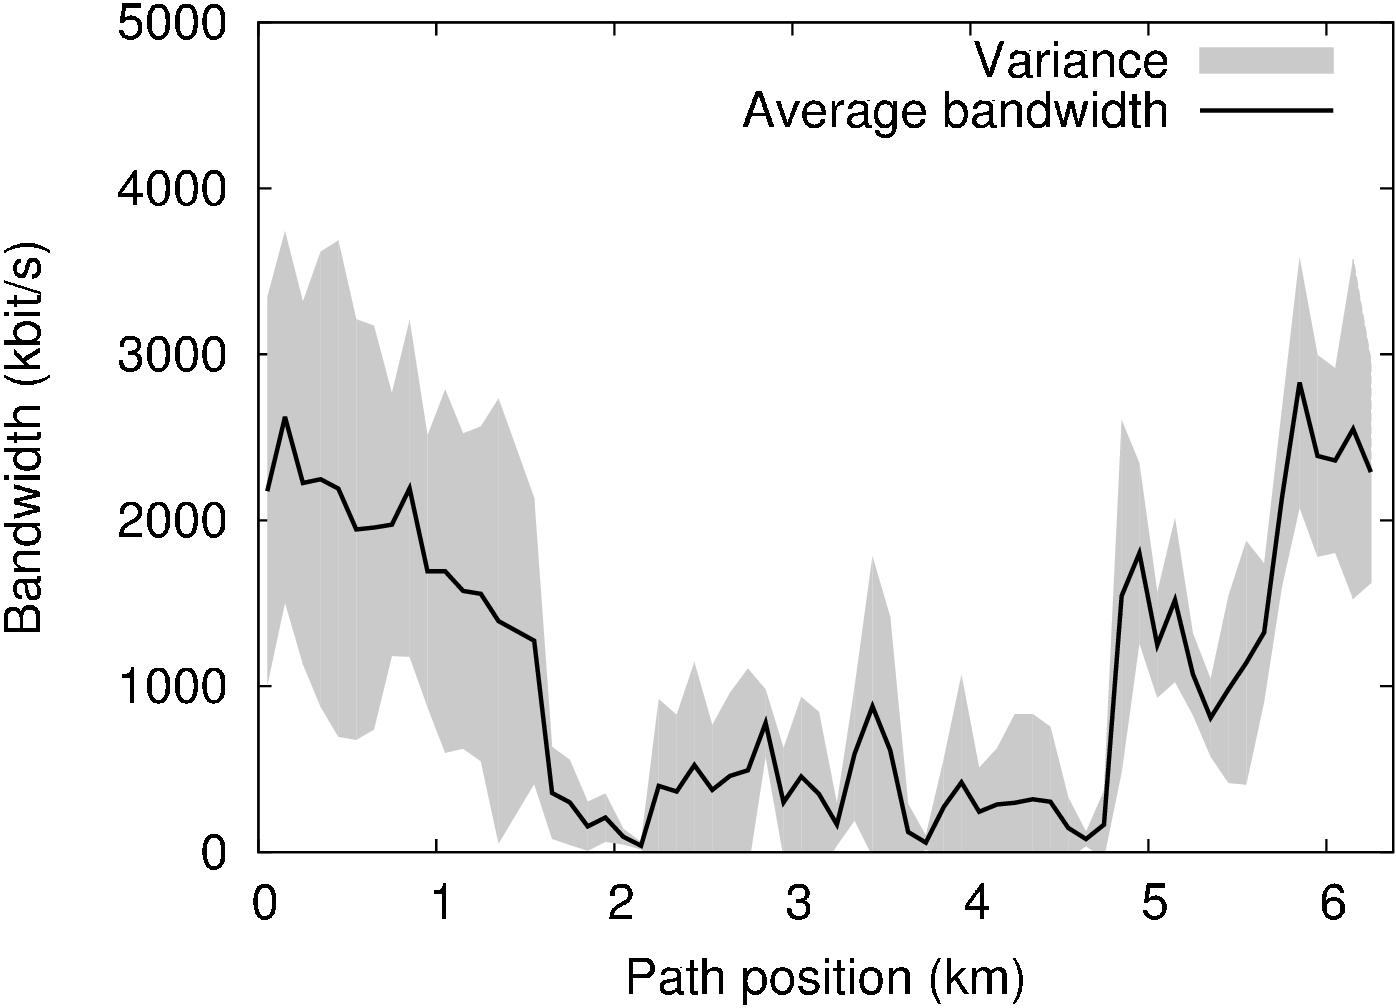 5000
4000
3000
2000
1000
0
Bandwidth (kbit/s)
Variance
Average bandwidth
0 1 2 3 4 5 6
Path position (km)